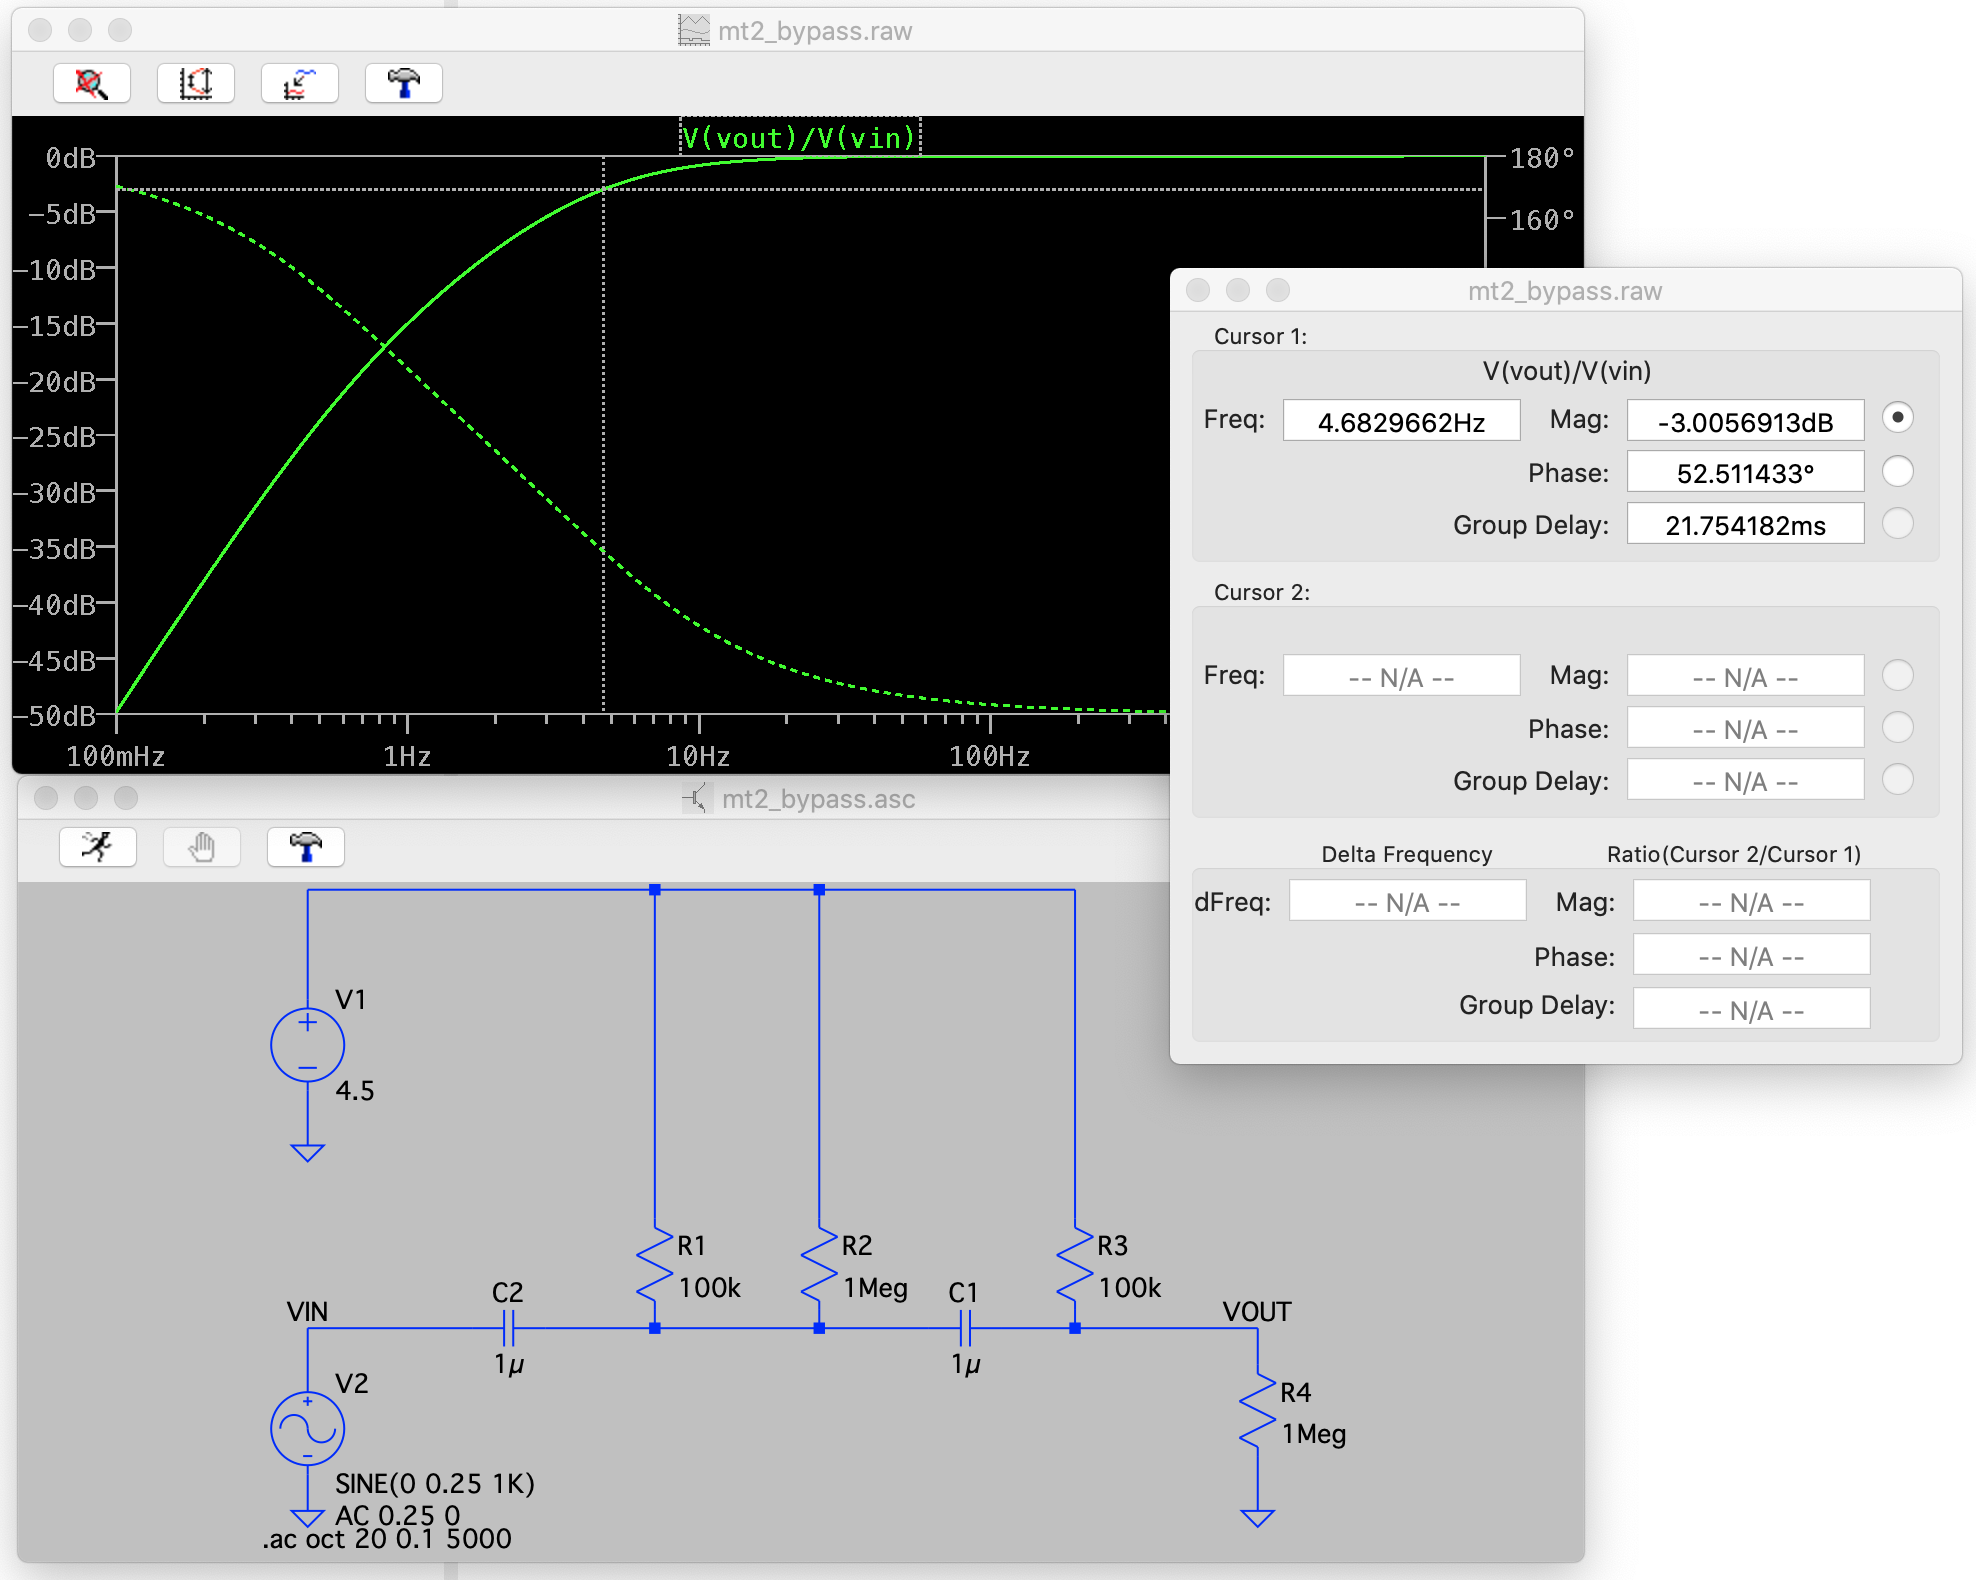 mt2_bypass.raw
V(vout)/V(vin)
0dB
-5dB
-10dB
-15dB
-20dB
-25dB
-30dB
-35dB
-40dB
-45dB
-50dB
180°
160°
100mHz 1Hz 10Hz 100Hz
mt2_bypass.raw
Cursor 1:
V(vout)/V(vin)
Freq: 4.6829662Hz Mag: -3.0056913dB
Phase: 52.511433°
Group Delay: 21.754182ms
Cursor 2:
Freq: -- N/A -- Mag: -- N/A --
Phase: -- N/A --
Group Delay: -- N/A --
Delta Frequency Ratio(Cursor 2/Cursor 1)
dFreq: -- N/A -- Mag: -- N/A --
Phase: -- N/A --
Group Delay: -- N/A --
mt2_bypass.asc
V1
4.5
R1
100k
R2
1Meg
R3
100k
C2
1µ
C1
1µ
VIN
VOUT
V2
R4
1Meg
SINE(0 0.25 1K)
AC 0.25 0
.ac oct 20 0.1 5000